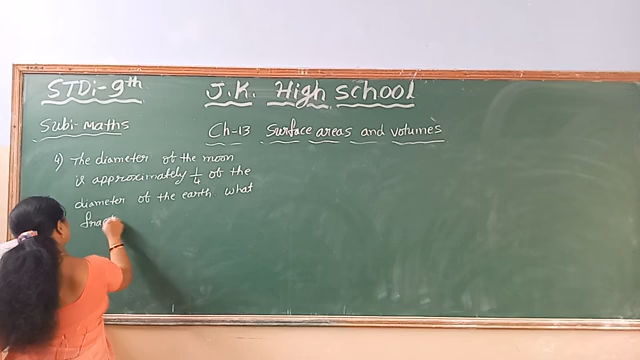 STD:- 9th
J.K. High school
Sub:- maths
Ch-13 Surface areas and volumes
4) The diameter of the moon
is approximately 1/4 of the
diameter of the earth. What